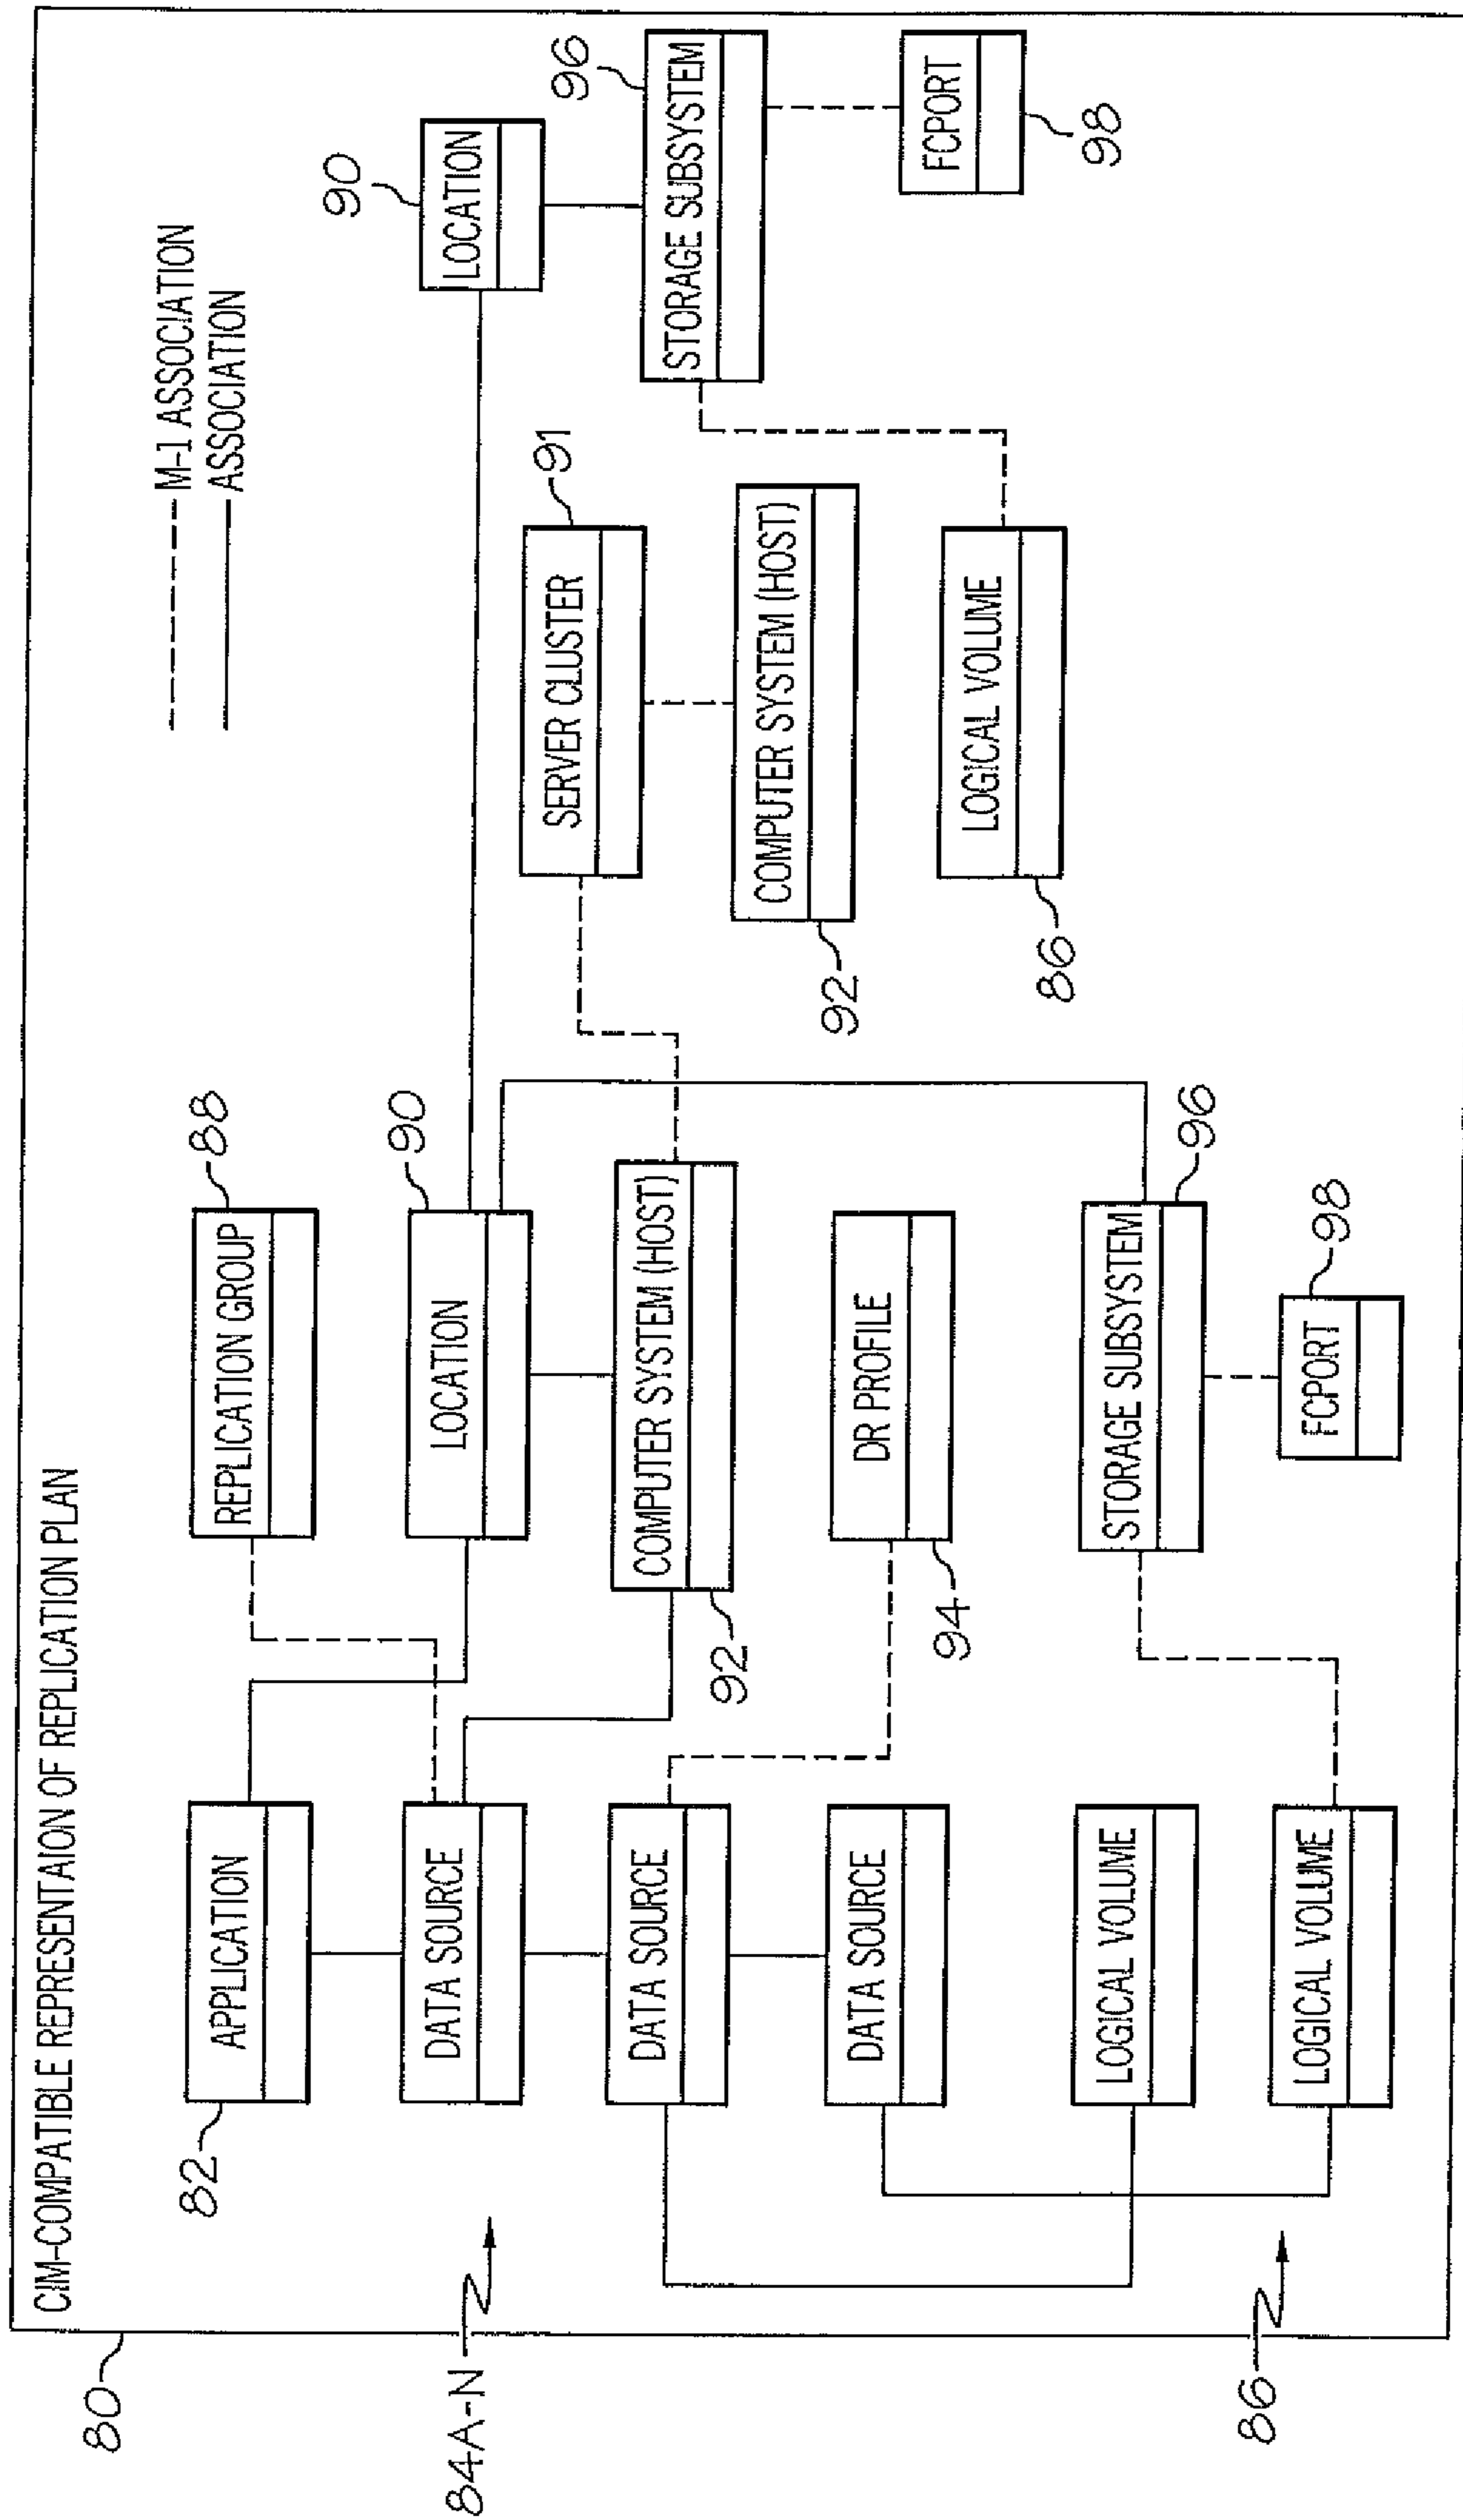 80
CIM-COMPATIBLE REPRESENTAION OF REPLICATION PLAN
M-1 ASSOCIATION
ASSOCIATION
82
APPLICATION
REPLICATION GROUP
88
84A-N
DATA SOURCE
LOCATION
90
LOCATION
90
DATA SOURCE
COMPUTER SYSTEM (HOST)
92
SERVER CLUSTER
91
STORAGE SUBSYSTEM
96
DATA SOURCE
DR PROFILE
94
COMPUTER SYSTEM (HOST)
92
FCPORT
98
LOGICAL VOLUME
STORAGE SUBSYSTEM
96
LOGICAL VOLUME
86
86
LOGICAL VOLUME
FCPORT
98